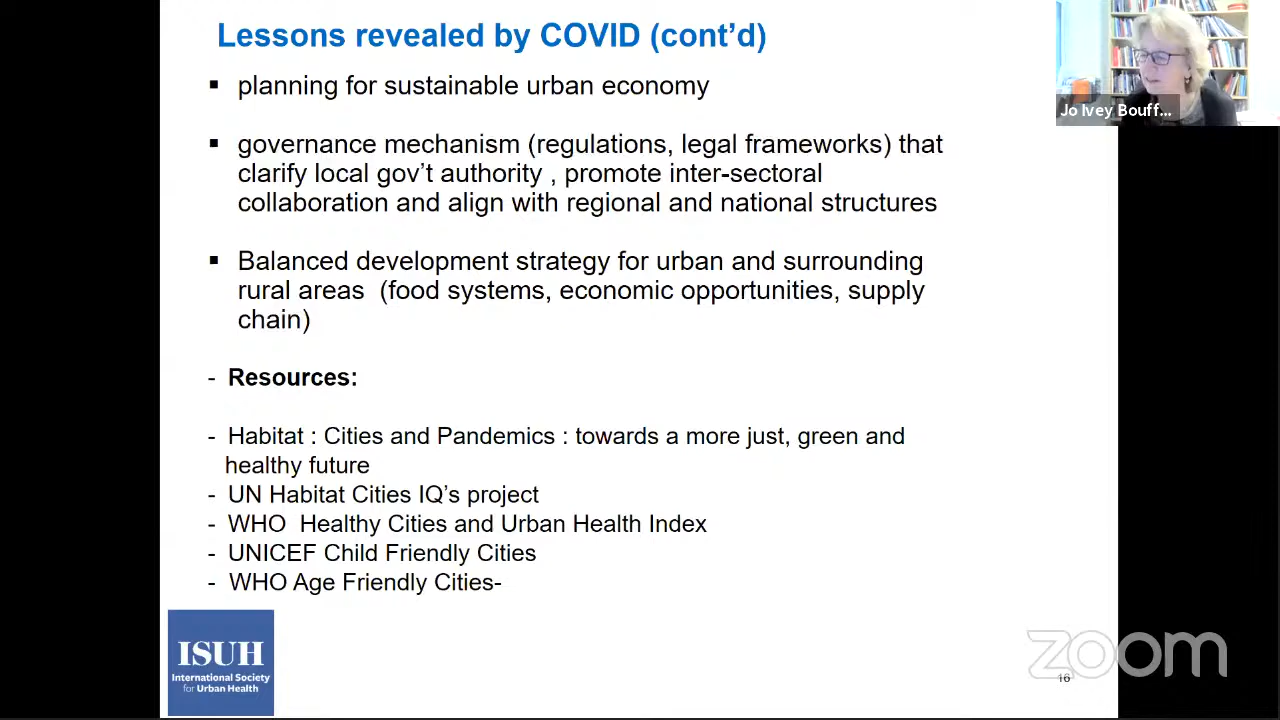 Lessons revealed by COVID (cont’d)
▪ planning for sustainable urban economy
▪ governance mechanism (regulations, legal frameworks) that
clarify local gov’t authority , promote inter-sectoral
collaboration and align with regional and national structures
▪ Balanced development strategy for urban and surrounding
rural areas (food systems, economic opportunities, supply
chain)
- Resources:
- Habitat : Cities and Pandemics : towards a more just, green and
healthy future
- UN Habitat Cities IQ’s project
- WHO Healthy Cities and Urban Health Index
- UNICEF Child Friendly Cities
- WHO Age Friendly Cities-
Jo Ivey Bouff...
ISUH
International Society
for Urban Health
zoom
16